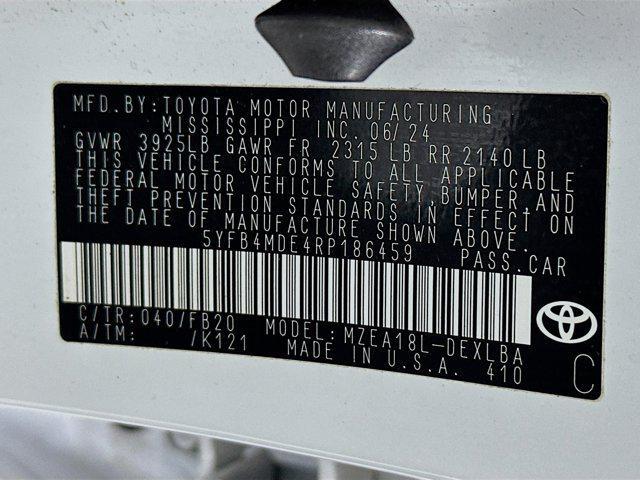 MFD. BY: TOYOTA MOTOR MANUFACTURING
MISSISSIPPI INC. 06/24
GVWR 3925LB GAWR FR 2315 LB RR 2140 LB
THIS VEHICLE CONFORMS TO ALL APPLICABLE
FEDERAL MOTOR VEHICLE SAFETY, BUMPER, AND
THEFT PREVENTION STANDARDS IN EFFECT ON
THE DATE OF MANUFACTURE SHOWN ABOVE.
5YFB4MDE4RP186459 PASS. CAR
C/TR: 040/FB20 MODEL: MZEA18L-DEXLBA
A/TM: /K121 MADE IN U.S.A. 410
C